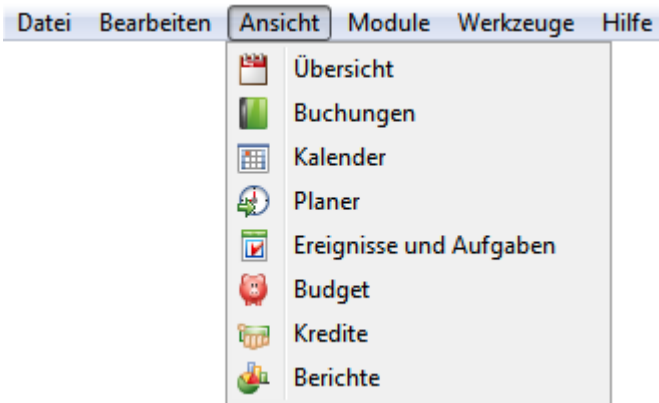 Datei Bearbeiten Ansicht Module Werkzeuge Hilfe
Übersicht
Buchungen
Kalender
Planer
Ereignisse und Aufgaben
Budget
Kredite
Berichte